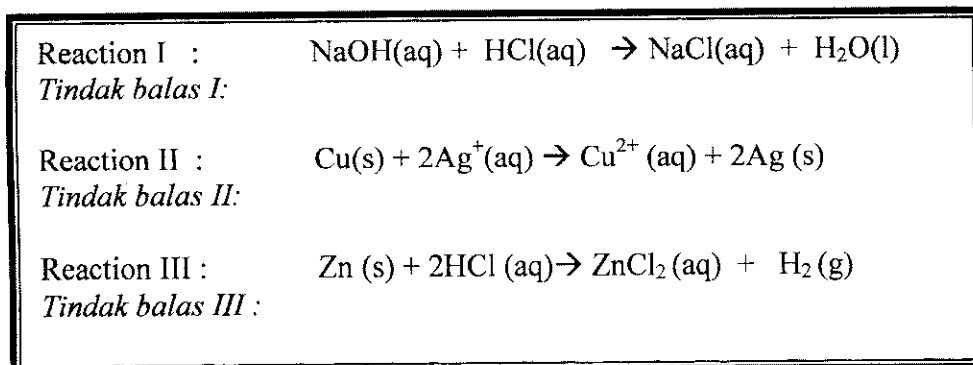 Reaction I : NaOH(aq) + HCl(aq) → NaCl(aq) + H₂O(l)
Tindak balas I:
Reaction II : Cu(s) + 2Ag⁺(aq) → Cu²⁺ (aq) + 2Ag (s)
Tindak balas II:
Reaction III : Zn (s) + 2HCl (aq)→ ZnCl₂ (aq) + H₂ (g)
Tindak balas III :